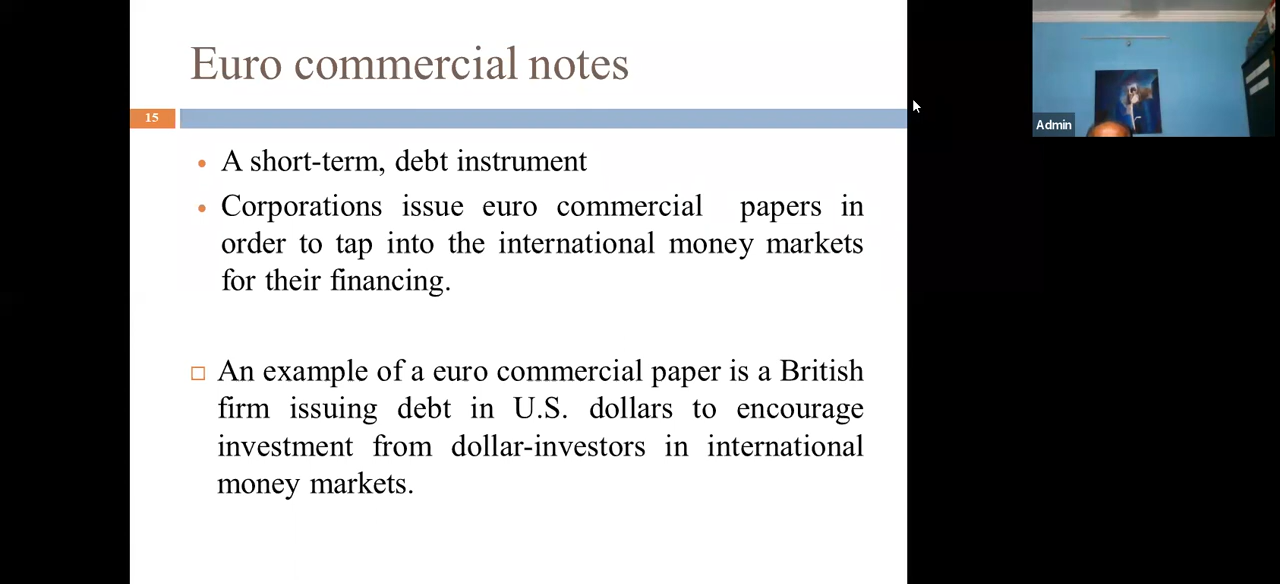 Euro commercial notes
15
Admin
• A short-term, debt instrument
• Corporations issue euro commercial papers in
order to tap into the international money markets
for their financing.
□ An example of a euro commercial paper is a British
firm issuing debt in U.S. dollars to encourage
investment from dollar-investors in international
money markets.